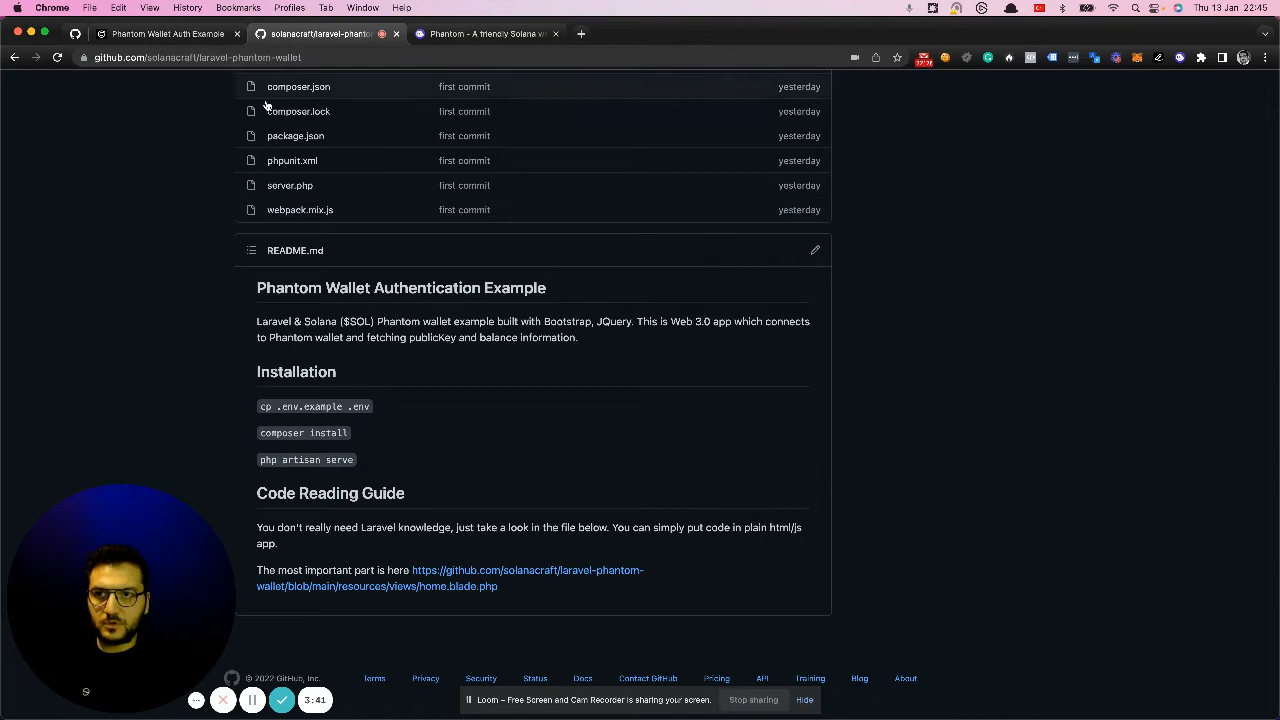 Chrome File Edit View History Bookmarks Profiles Tab Window Help Thu 13 Jan 22:45
Phantom Wallet Auth Example solanacraft/laravel-phanto Phantom - A friendly Solana w
github.com/solanacraft/laravel-phantom-wallet
composer.json first commit yesterday
composer.lock first commit yesterday
package.json first commit yesterday
phpunit.xml first commit yesterday
server.php first commit yesterday
webpack.mix.js first commit yesterday
README.md
Phantom Wallet Authentication Example
Laravel & Solana ($SOL) Phantom wallet example built with Bootstrap, JQuery. This is Web 3.0 app which connects
to Phantom wallet and fetching publicKey and balance information.
Installation
cp .env.example .env
composer install
php artisan serve
Code Reading Guide
You don't really need Laravel knowledge, just take a look in the file below. You can simply put code in plain html/js
app.
The most important part is here https://github.com/solanacraft/laravel-phantom-
wallet/blob/main/resources/views/home.blade.php
© 2022 GitHub, Inc. Terms Privacy Security Status Docs Contact GitHub Pricing API Training Blog About
3:41 Loom – Free Screen and Cam Recorder is sharing your screen. Stop sharing Hide